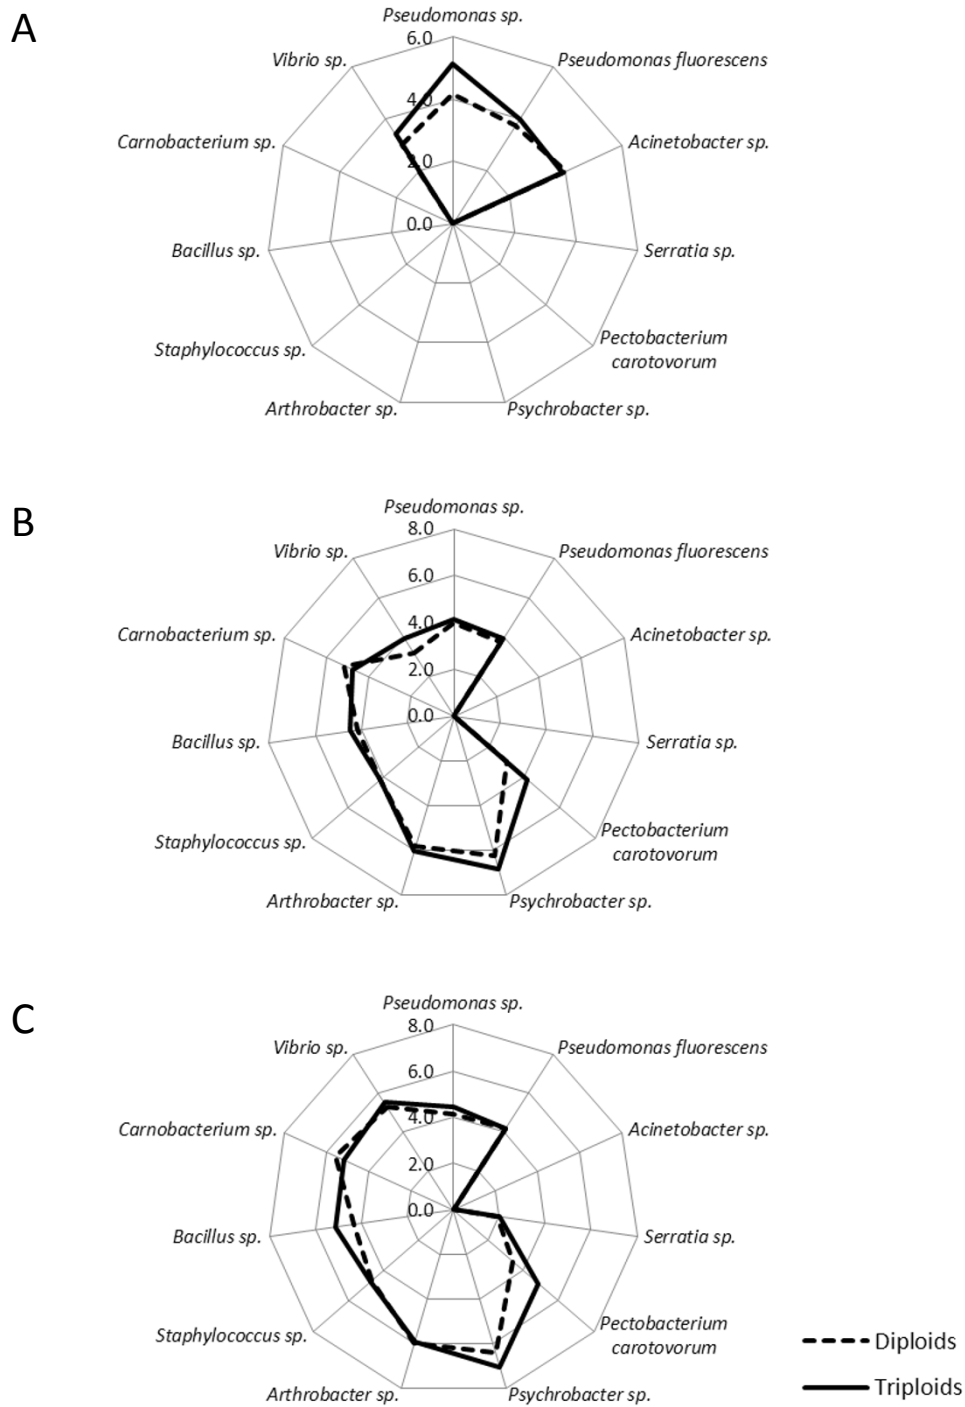 A
Pseudomonas sp.
6.0
Vibrio sp.
Pseudomonas fluorescens
4.0
Carnobacterium sp.
Acinetobacter sp.
2.0
0.0
Bacillus sp.
Serratia sp.
Staphylococcus sp.
Pectobacterium
carotovorum
Arthrobacter sp.
Psychrobacter sp.
B
Pseudomonas sp.
8.0
Vibrio sp.
Pseudomonas fluorescens
6.0
4.0
Carnobacterium sp.
Acinetobacter sp.
2.0
0.0
Bacillus sp.
Serratia sp.
Staphylococcus sp.
Pectobacterium
carotovorum
Arthrobacter sp.
Psychrobacter sp.
C
Pseudomonas sp.
8.0
Vibrio sp.
Pseudomonas fluorescens
6.0
4.0
Carnobacterium sp.
Acinetobacter sp.
2.0
0.0
Bacillus sp.
Serratia sp.
Staphylococcus sp.
Pectobacterium
carotovorum
Arthrobacter sp.
Psychrobacter sp.
Diploids
Triploids